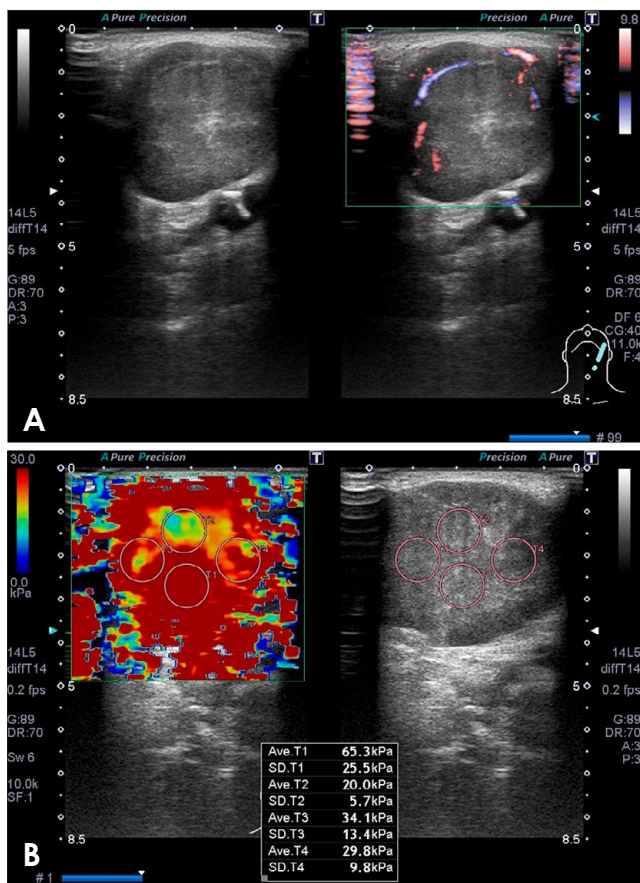 A Pure Precision
T
Precision A Pure
T
0
0
9.8
14L5
diffT14
5 fps
G:89
DR:70
A:3
P:3
5
5
14L5
diffT14
5 fps
G:89
DR:70
DF 6
CG:40
11.0k
F:4
8.5
8.5
A
# 99
A Pure Precision
T
Precision A Pure
T
30.0
0.0
kPa
0
0
T2
T3
T4
T1
T4
14L5
diffT14
0.2 fps
G:89
DR:70
Sw 6
10.0k
SF:1
5
5
14L5
diffT14
0.2 fps
G:89
DR:70
A:3
P:3
Ave.T1 65.3kPa
SD.T1 25.5kPa
Ave.T2 20.0kPa
SD.T2 5.7kPa
Ave.T3 34.1kPa
SD.T3 13.4kPa
Ave.T4 29.8kPa
SD.T4 9.8kPa
8.5
8.5
B
# 1